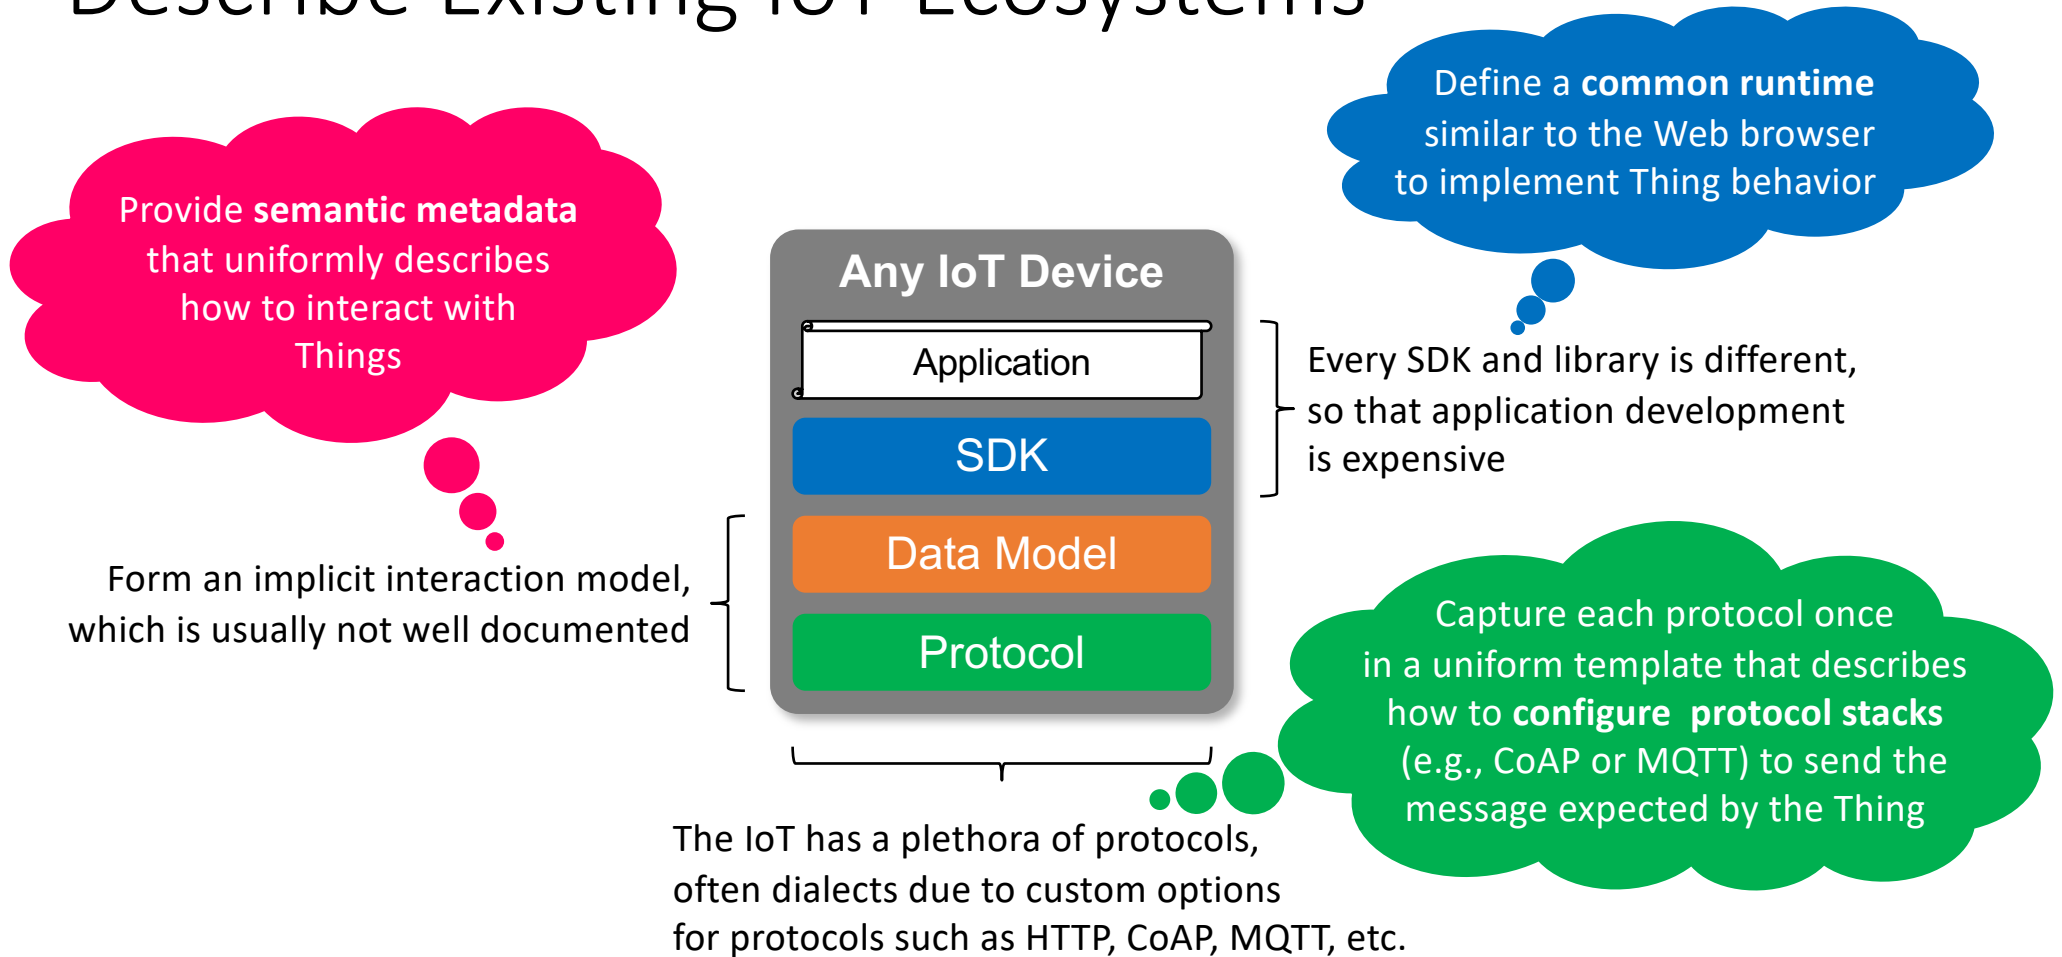 Describe Existing IoT Ecosystems
Define a common runtime
similar to the Web browser
to implement Thing behavior
Provide semantic metadata
that uniformly describes
how to interact with
Things
Any IoT Device
Application
SDK
Data Model
Protocol
Every SDK and library is different,
so that application development
is expensive
Form an implicit interaction model,
which is usually not well documented
Capture each protocol once
in a uniform template that describes
how to configure  protocol stacks
(e.g., CoAP or MQTT) to send the
message expected by the Thing
The IoT has a plethora of protocols,
often dialects due to custom options
for protocols such as HTTP, CoAP, MQTT, etc.